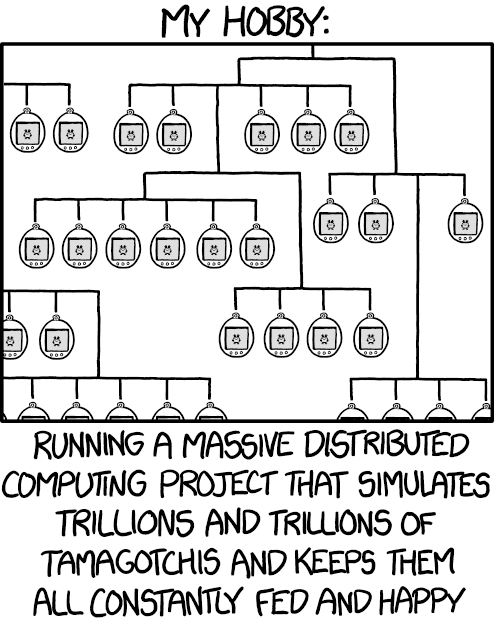 MY HOBBY:
RUNNING A MASSIVE DISTRIBUTED
COMPUTING PROJECT THAT SIMULATES
TRILLIONS AND TRILLIONS OF
TAMAGOTCHIS AND KEEPS THEM
ALL CONSTANTLY FED AND HAPPY